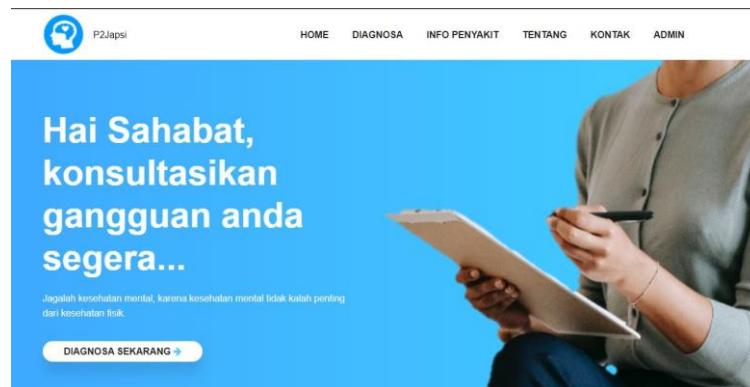 P2Japsi
HOME DIAGNOSA INFO PENYAKIT TENTANG KONTAK ADMIN
Hai Sahabat,
konsultasikan
gangguan anda
segera...
Jagalah kesehatan mental, karena kesehatan mental tidak kalah penting
dari kesehatan fisik.
DIAGNOSA SEKARANG →